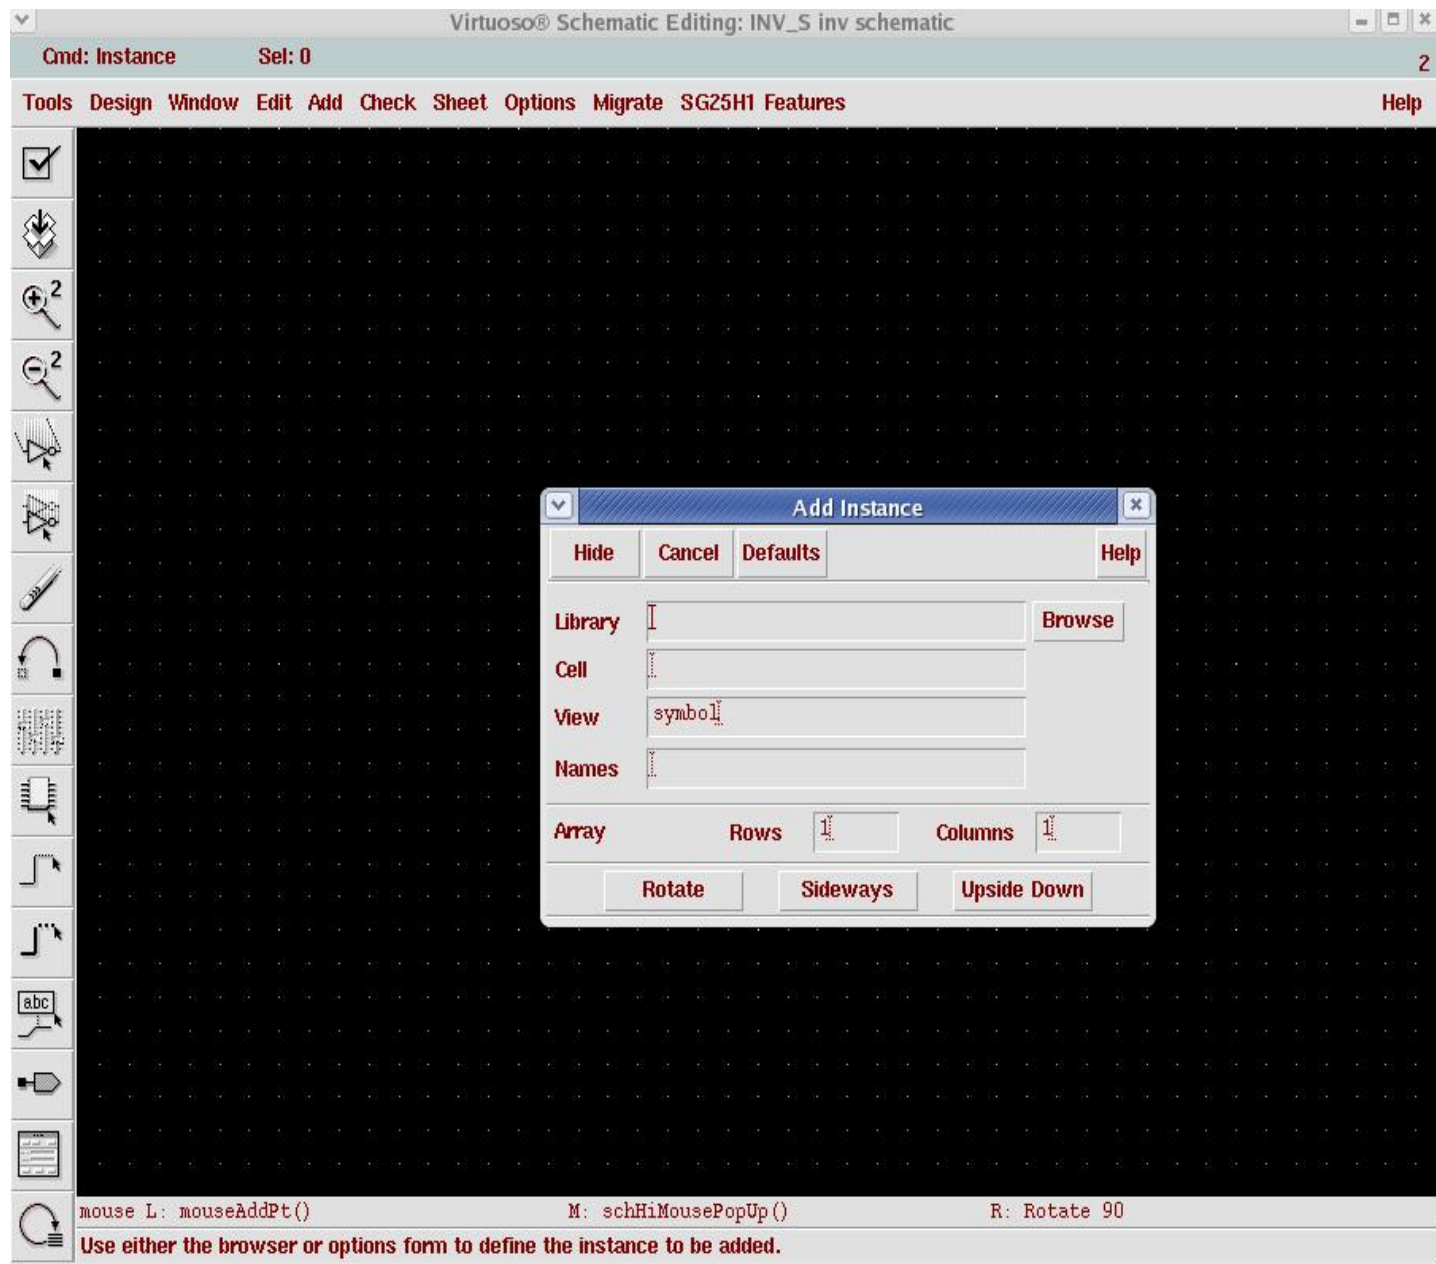 Virtuoso® Schematic Editing: INV_S inv schematic
Cmd: Instance Sel: 0 2
Tools Design Window Edit Add Check Sheet Options Migrate SG25H1 Features Help
2
2
Add Instance
Hide Cancel Defaults Help
Library Browse
Cell
View symbol
Names
Array Rows 1 Columns 1
Rotate Sideways Upside Down
abc
mouse L: mouseAddPt() M: schHiMousePopUp() R: Rotate 90
Use either the browser or options form to define the instance to be added.